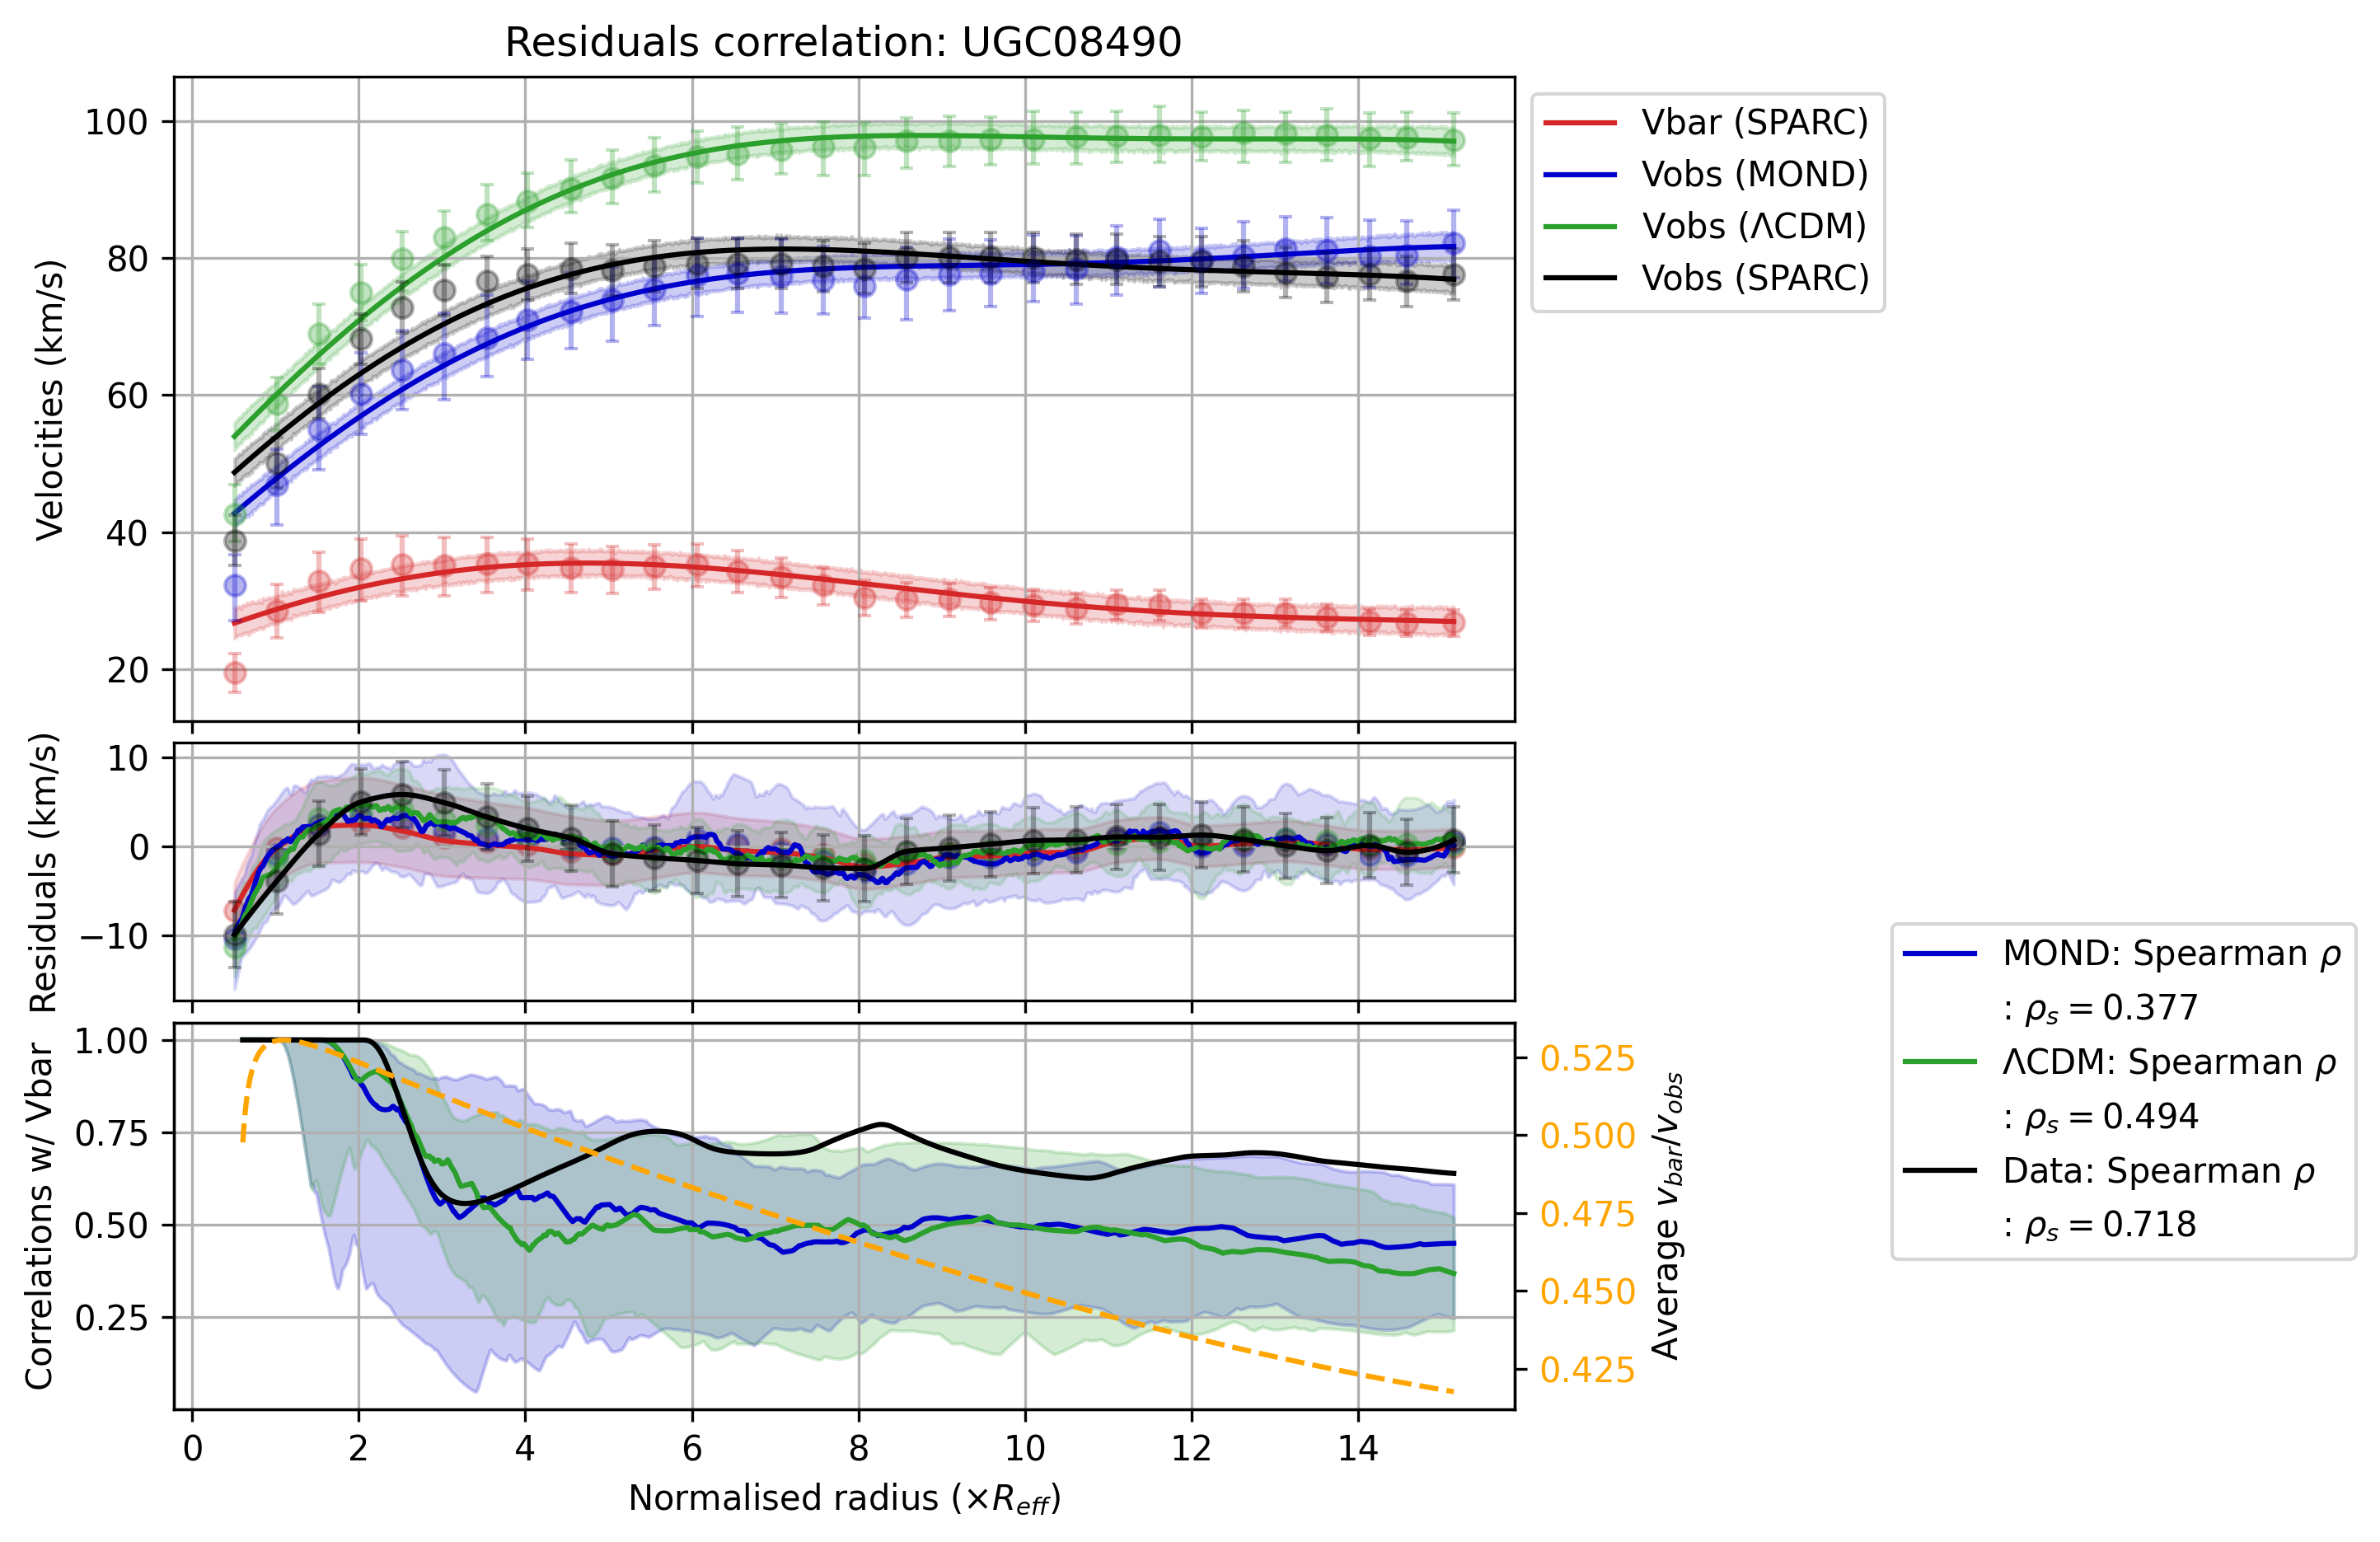 Residuals correlation: UGC08490
Velocities (km/s)
100
80
60
40
20
Vbar (SPARC)
Vobs (MOND)
Vobs (ΛCDM)
Vobs (SPARC)
Residuals (km/s)
10
0
−10
Correlations w/ Vbar
1.00
0.75
0.50
0.25
0.525
0.500
0.475
0.450
0.425
Average v_bar/v_obs
MOND: Spearman ρ
: ρ_s = 0.377
ΛCDM: Spearman ρ
: ρ_s = 0.494
Data: Spearman ρ
: ρ_s = 0.718
0 2 4 6 8 10 12 14
Normalised radius (×R_eff)